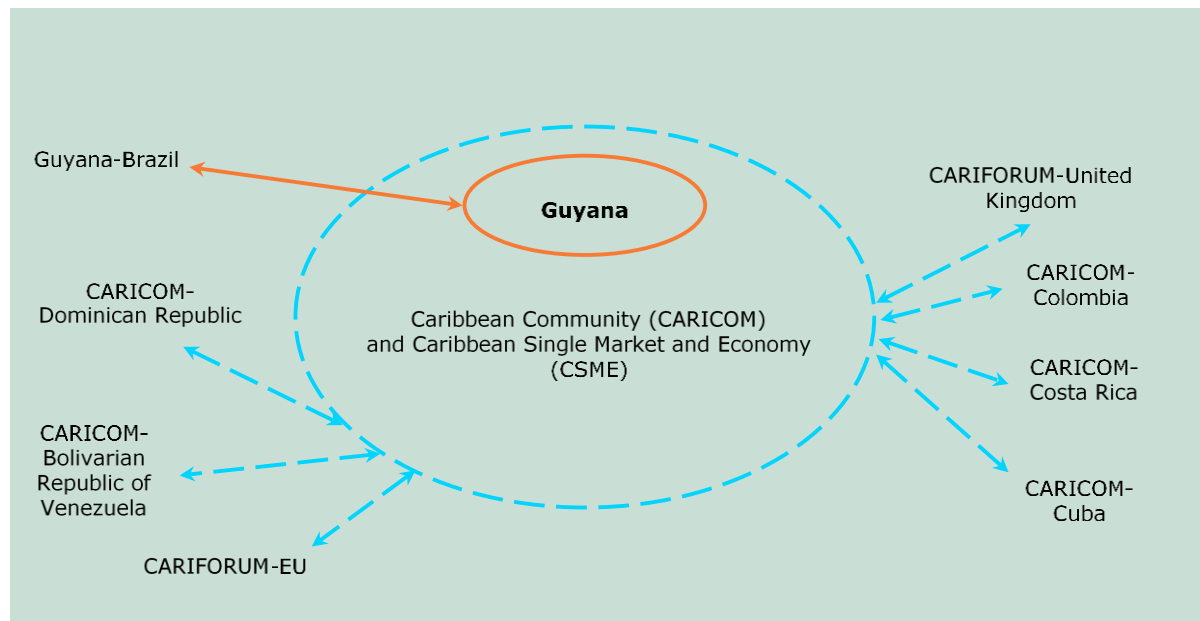 Guyana-Brazil
Guyana
CARIFORUM-United
Kingdom
CARICOM-
Dominican Republic
Caribbean Community (CARICOM)
and Caribbean Single Market and Economy
(CSME)
CARICOM-
Colombia
CARICOM-
Costa Rica
CARICOM-
Bolivarian
Republic of
Venezuela
CARICOM-
Cuba
CARIFORUM-EU